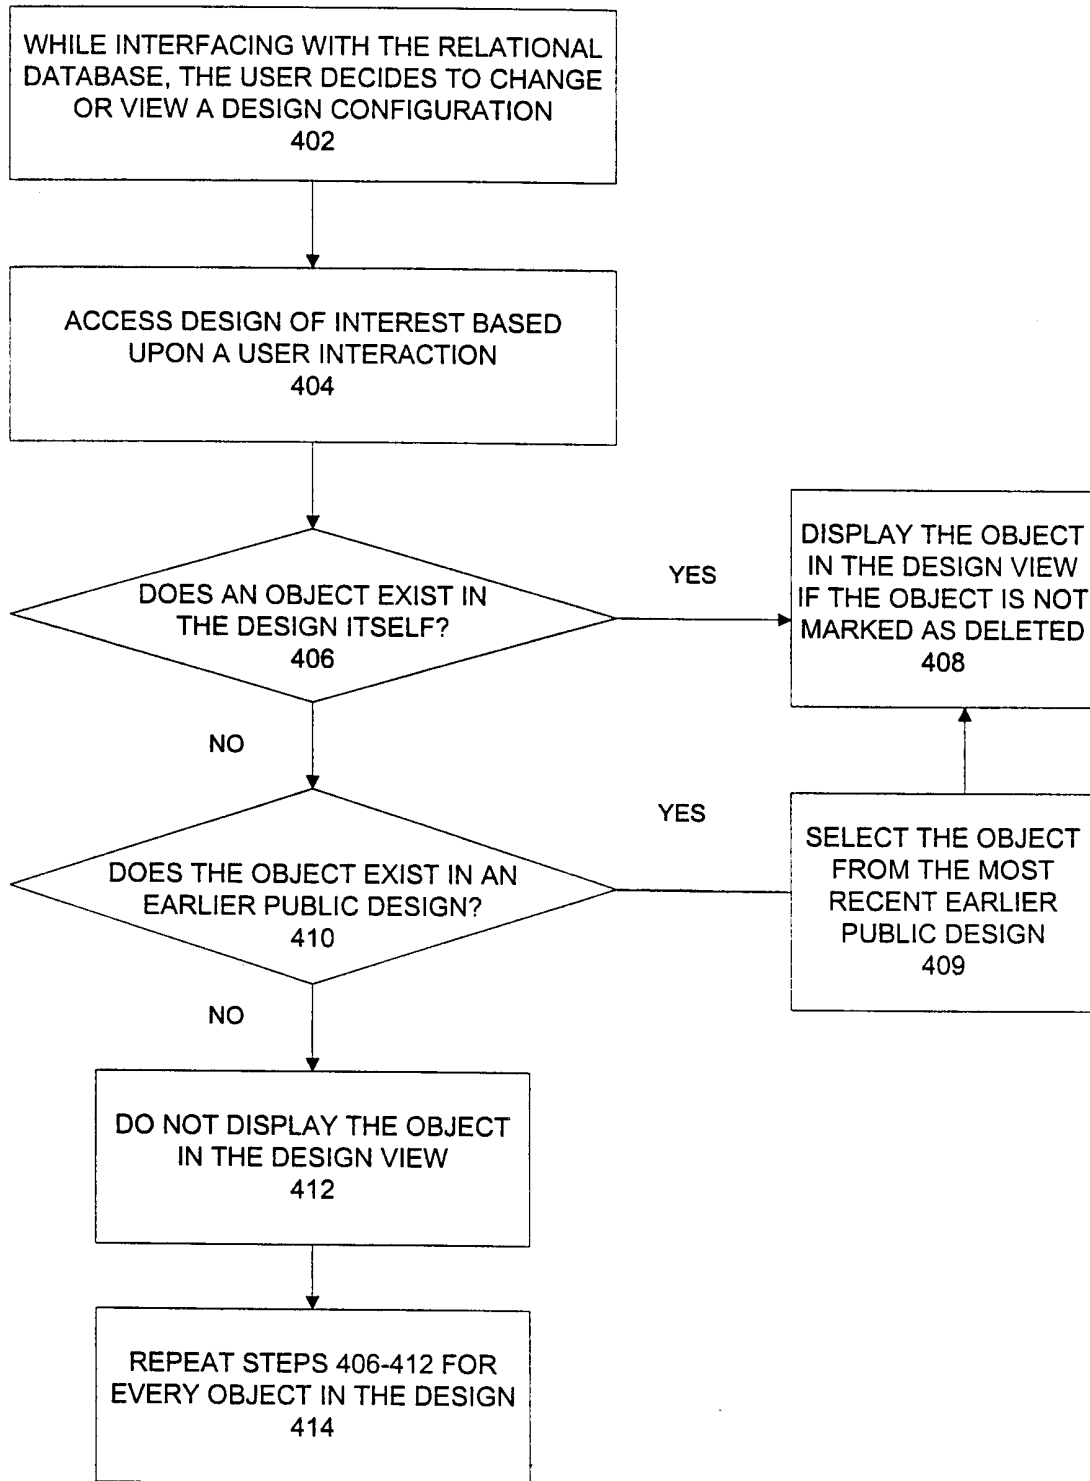 WHILE INTERFACING WITH THE RELATIONAL
DATABASE, THE USER DECIDES TO CHANGE
OR VIEW A DESIGN CONFIGURATION
402
ACCESS DESIGN OF INTEREST BASED
UPON A USER INTERACTION
404
DOES AN OBJECT EXIST IN
THE DESIGN ITSELF?
406
YES
DISPLAY THE OBJECT
IN THE DESIGN VIEW
IF THE OBJECT IS NOT
MARKED AS DELETED
408
NO
DOES THE OBJECT EXIST IN AN
EARLIER PUBLIC DESIGN?
410
YES
SELECT THE OBJECT
FROM THE MOST
RECENT EARLIER
PUBLIC DESIGN
409
NO
DO NOT DISPLAY THE OBJECT
IN THE DESIGN VIEW
412
REPEAT STEPS 406-412 FOR
EVERY OBJECT IN THE DESIGN
414